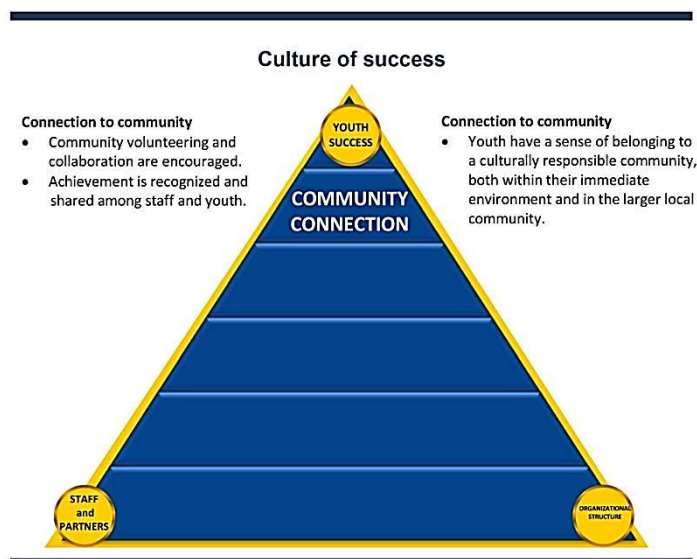 Culture of success
Connection to community
• Community volunteering and
collaboration are encouraged.
• Achievement is recognized and
shared among staff and youth.
YOUTH
SUCCESS
COMMUNITY
CONNECTION
Connection to community
• Youth have a sense of belonging to
a culturally responsible community,
both within their immediate
environment and in the larger local
community.
STAFF
and
PARTNERS
ORGANIZATIONAL
STRUCTURE